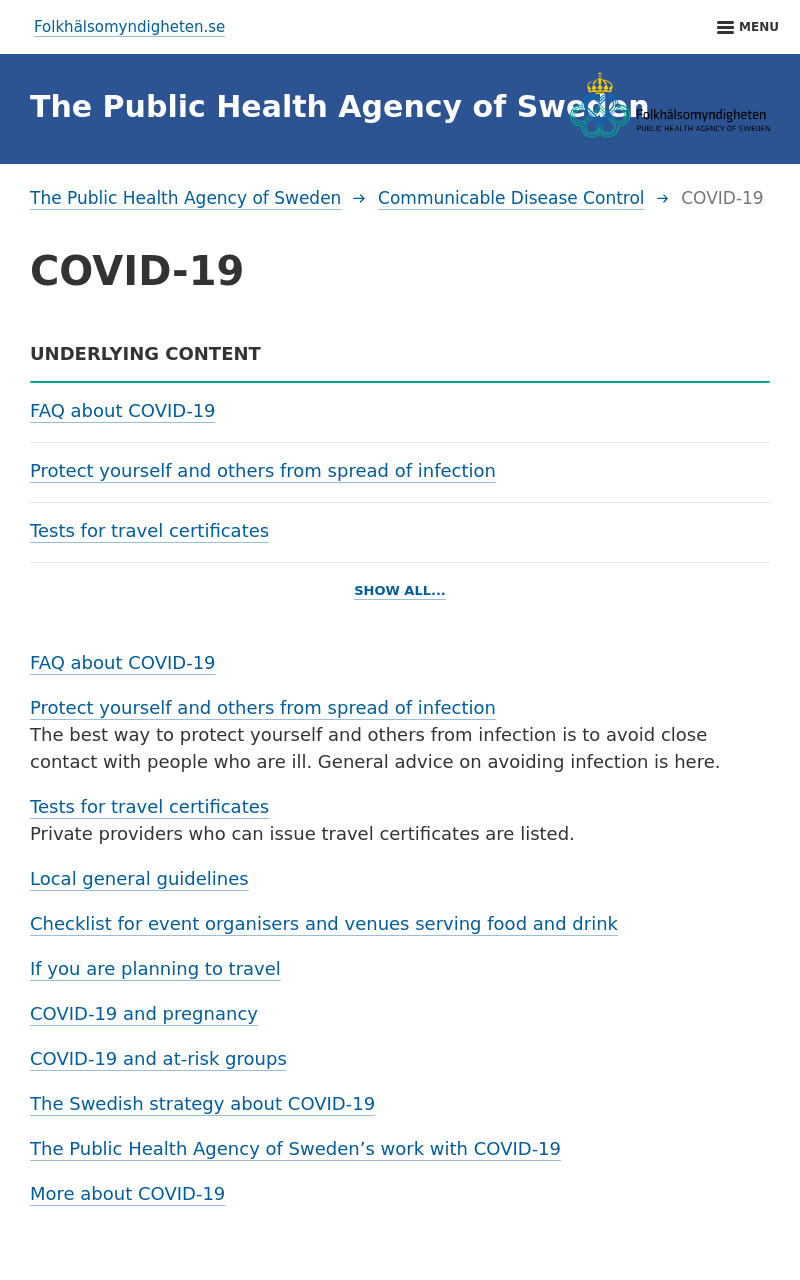 Folkhälsomyndigheten.se
MENU
The Public Health Agency of Sweden
Folkhälsomyndigheten
PUBLIC HEALTH AGENCY OF SWEDEN
The Public Health Agency of Sweden → Communicable Disease Control → COVID-19
COVID-19
UNDERLYING CONTENT
FAQ about COVID-19
Protect yourself and others from spread of infection
Tests for travel certificates
SHOW ALL...
FAQ about COVID-19
Protect yourself and others from spread of infection
The best way to protect yourself and others from infection is to avoid close
contact with people who are ill. General advice on avoiding infection is here.
Tests for travel certificates
Private providers who can issue travel certificates are listed.
Local general guidelines
Checklist for event organisers and venues serving food and drink
If you are planning to travel
COVID-19 and pregnancy
COVID-19 and at-risk groups
The Swedish strategy about COVID-19
The Public Health Agency of Sweden’s work with COVID-19
More about COVID-19